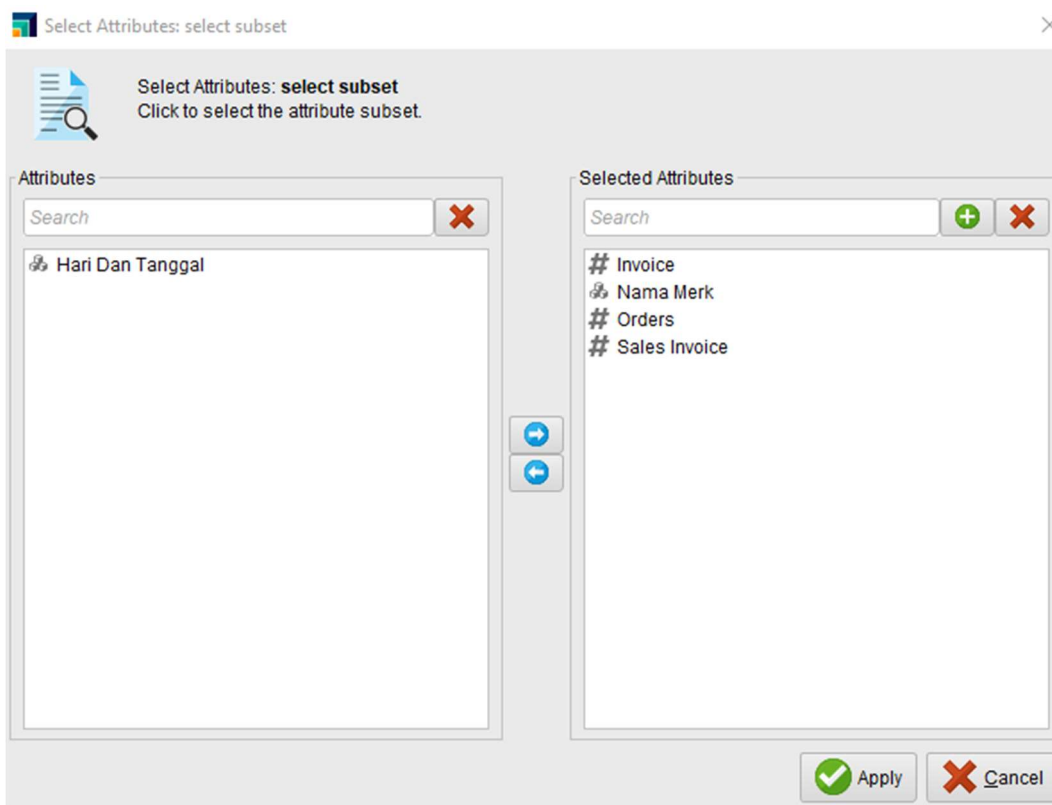 Select Attributes: select subset
Select Attributes: select subset
Click to select the attribute subset.
Attributes
Search
Hari Dan Tanggal
Selected Attributes
Search
# Invoice
Nama Merk
# Orders
# Sales Invoice
Apply
Cancel